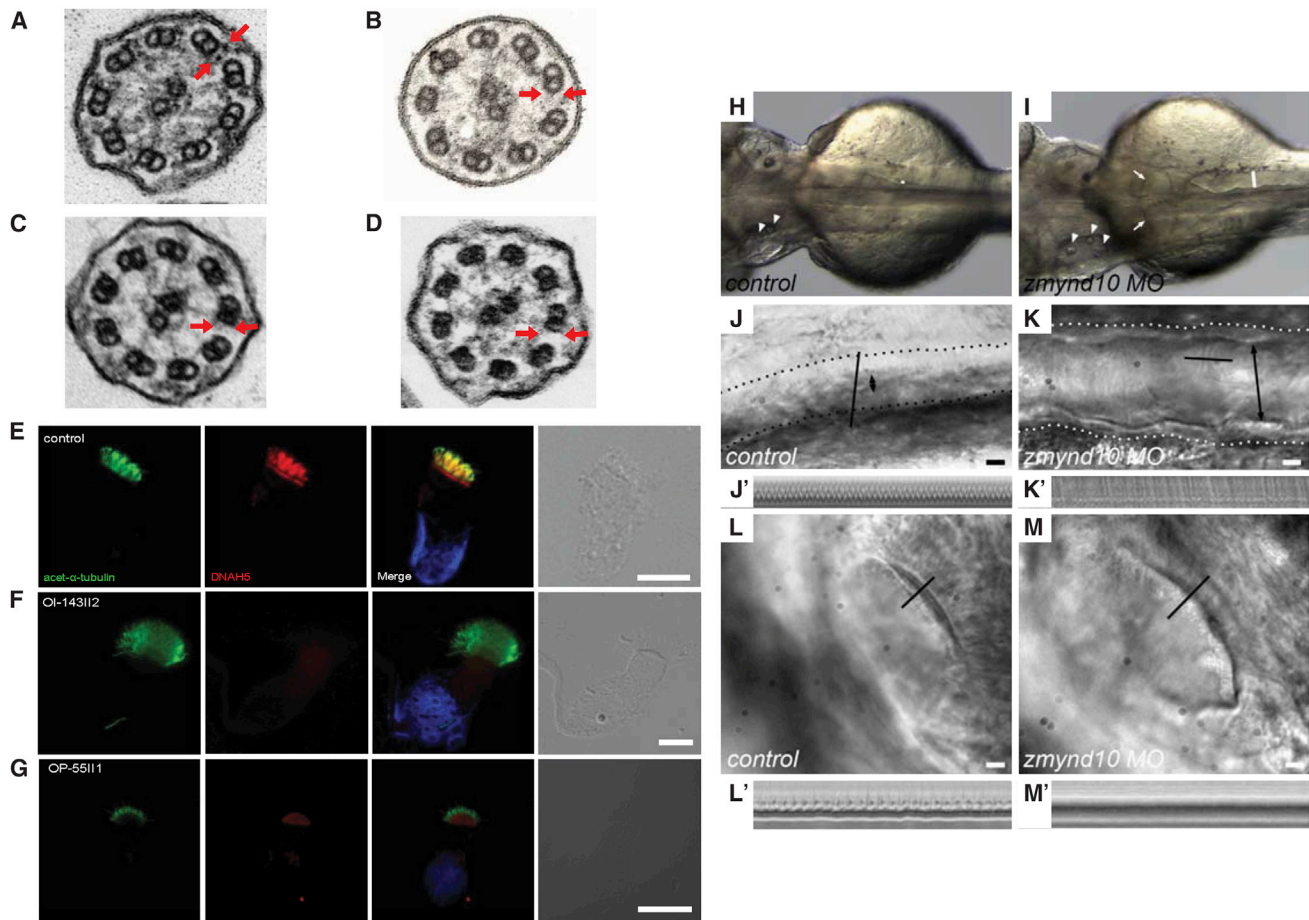 A
B
C
D
E
control
acet-α-tubulin
DNAH5
Merge
F
OI-143II2
G
OP-55II1
H
control
I
zmynd10 MO
J
control
K
zmynd10 MO
J'
K'
L
control
M
zmynd10 MO
L'
M'